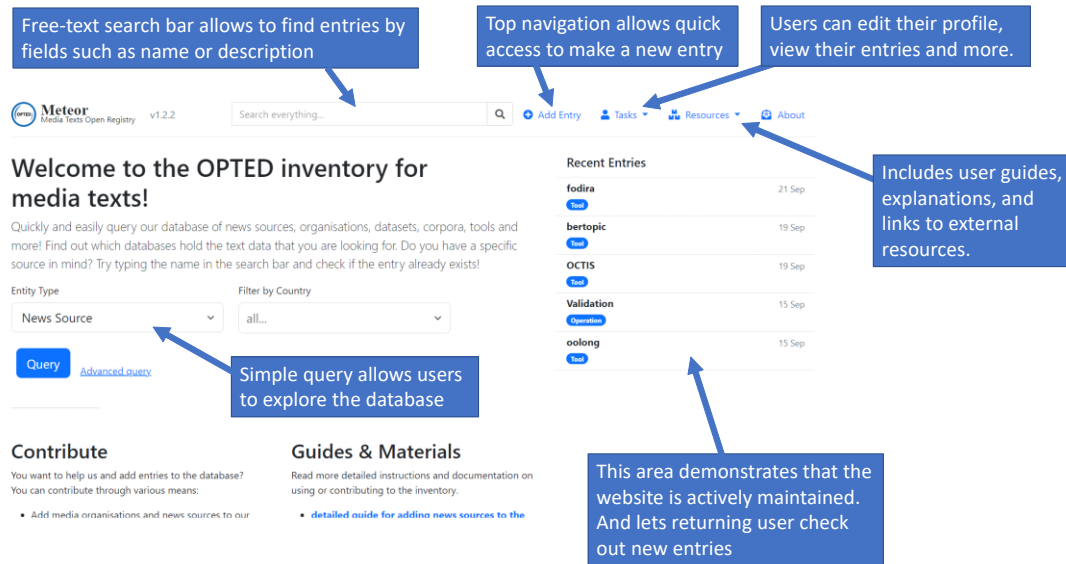 Free-text search bar allows to find entries by
fields such as name or description
Top navigation allows quick
access to make a new entry
Users can edit their profile,
view their entries and more.
OPTED
Meteor
Media Texts Open Registry
v1.2.2
Search everything...
Add Entry
Tasks
Resources
About
Welcome to the OPTED inventory for
media texts!
Quickly and easily query our database of news sources, organisations, datasets, corpora, tools and
more! Find out which databases hold the text data that you are looking for. Do you have a specific
source in mind? Try typing the name in the search bar and check if the entry already exists!
Entity Type
Filter by Country
News Source
all...
Query
Advanced query
Simple query allows users
to explore the database
Recent Entries
fodira
21 Sep
Tool
bertopic
19 Sep
Tool
OCTIS
19 Sep
Tool
Validation
15 Sep
Operation
oolong
15 Sep
Tool
Includes user guides,
explanations, and
links to external
resources.
Contribute
You want to help us and add entries to the database?
You can contribute through various means:
• Add media organisations and news sources to our
Guides & Materials
Read more detailed instructions and documentation on
using or contributing to the inventory.
• detailed guide for adding news sources to the
This area demonstrates that the
website is actively maintained.
And lets returning user check
out new entries